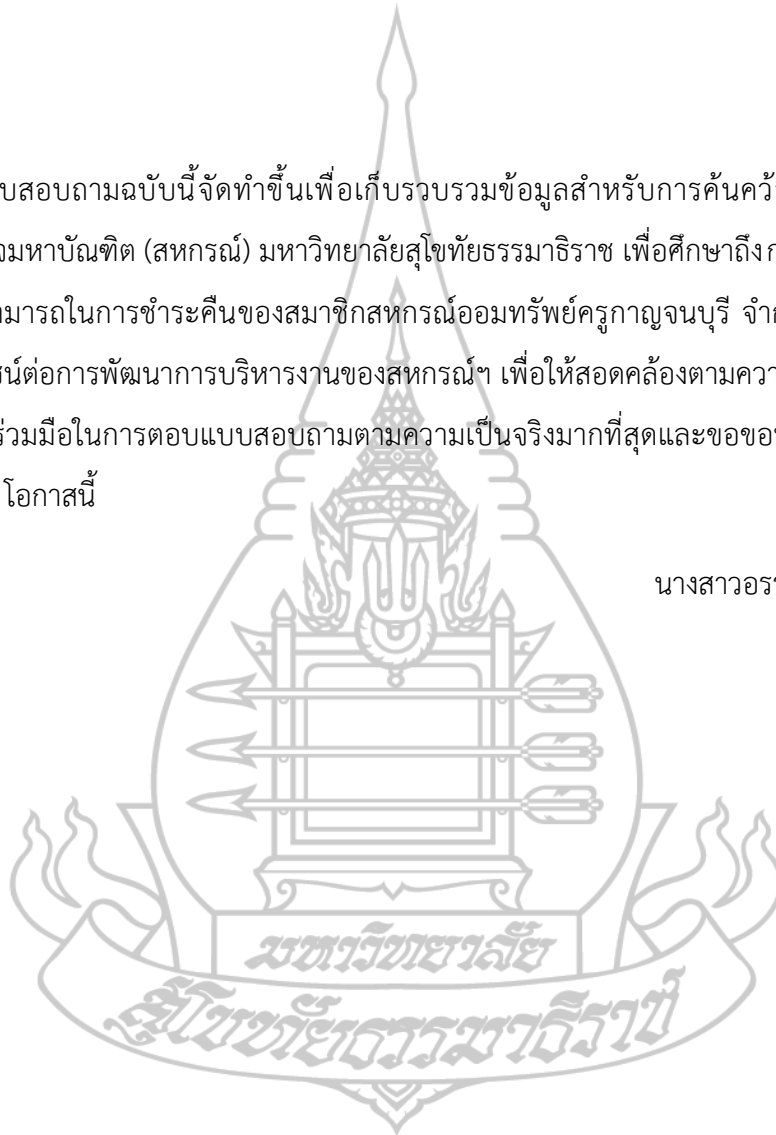 บสอบถามฉบับนี้จัดทำขึ้นเพื่อเก็บรวบรวมข้อมูลสำหรับการค้นคว้
จมหาบัณฑิต (สหกรณ์) มหาวิทยาลัยสุโขทัยธรรมาธิราช เพื่อศึกษาถึง
ามารถในการชำระคืนของสมาชิกสหกรณ์ออมทรัพย์ครูกาญจนบุรี จำก
ชน์ต่อการพัฒนาการบริหารงานของสหกรณ์ฯ เพื่อให้สอดคล้องตามควา
ร่วมมือในการตอบแบบสอบถามตามความเป็นจริงมากที่สุดและขอขอ
โอกาสนี้
นางสาวอร
มหาวิทยาลัย
สุโขทัยธรรมาธิราช